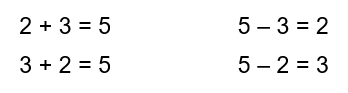 2 + 3 = 5 5 – 3 = 2
3 + 2 = 5 5 – 2 = 3